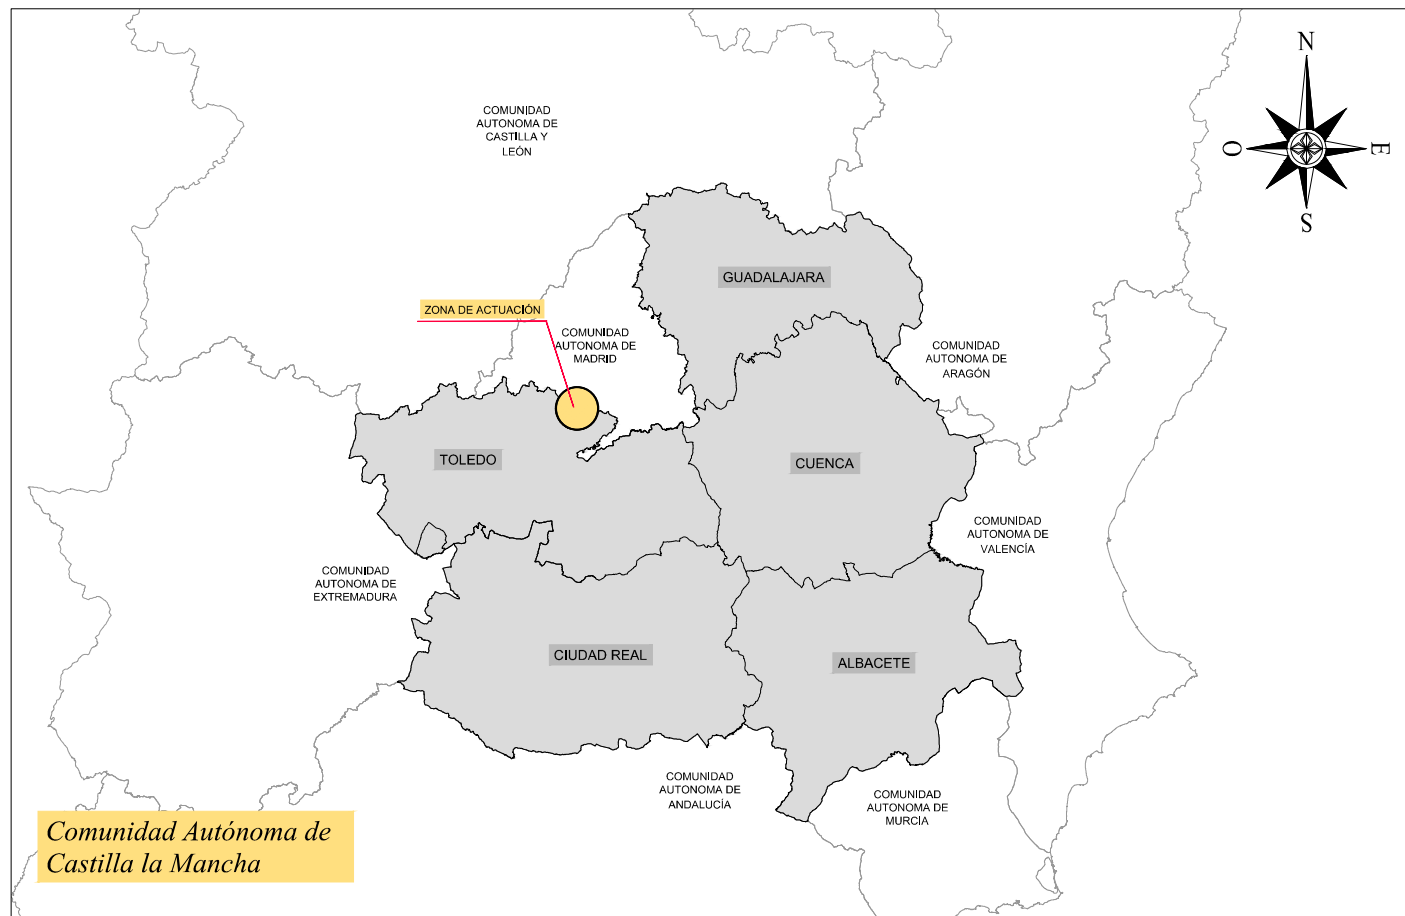 N
COMUNIDAD
AUTONOMA DE
CASTILLA Y
LEÓN
O
E
S
GUADALAJARA
ZONA DE ACTUACIÓN
COMUNIDAD
AUTONOMA DE
MADRID
COMUNIDAD
AUTONOMA DE
ARAGÓN
TOLEDO
CUENCA
COMUNIDAD
AUTONOMA DE
VALENCÍA
COMUNIDAD
AUTONOMA DE
EXTREMADURA
CIUDAD REAL
ALBACETE
COMUNIDAD
AUTONOMA DE
ANDALUCÍA
COMUNIDAD
AUTONOMA DE
MURCIA
Comunidad Autónoma de
Castilla la Mancha